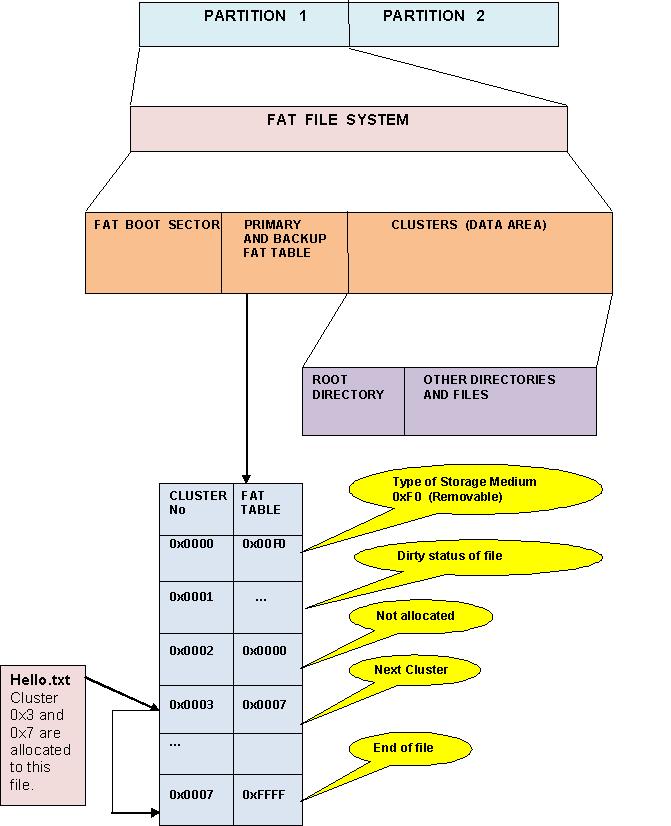 PARTITION 1 PARTITION 2
FAT FILE SYSTEM
FAT BOOT SECTOR
PRIMARY
AND BACKUP
FAT TABLE
CLUSTERS (DATA AREA)
ROOT
DIRECTORY
OTHER DIRECTORIES
AND FILES
CLUSTER
No
FAT
TABLE
Type of Storage Medium
0xF0 (Removable)
0x0000 0x00F0
Dirty status of file
0x0001 ...
Not allocated
0x0002 0x0000
Next Cluster
0x0003 0x0007
...
End of file
0x0007 0xFFFF
Hello.txt
Cluster
0x3 and
0x7 are
allocated
to this
file.